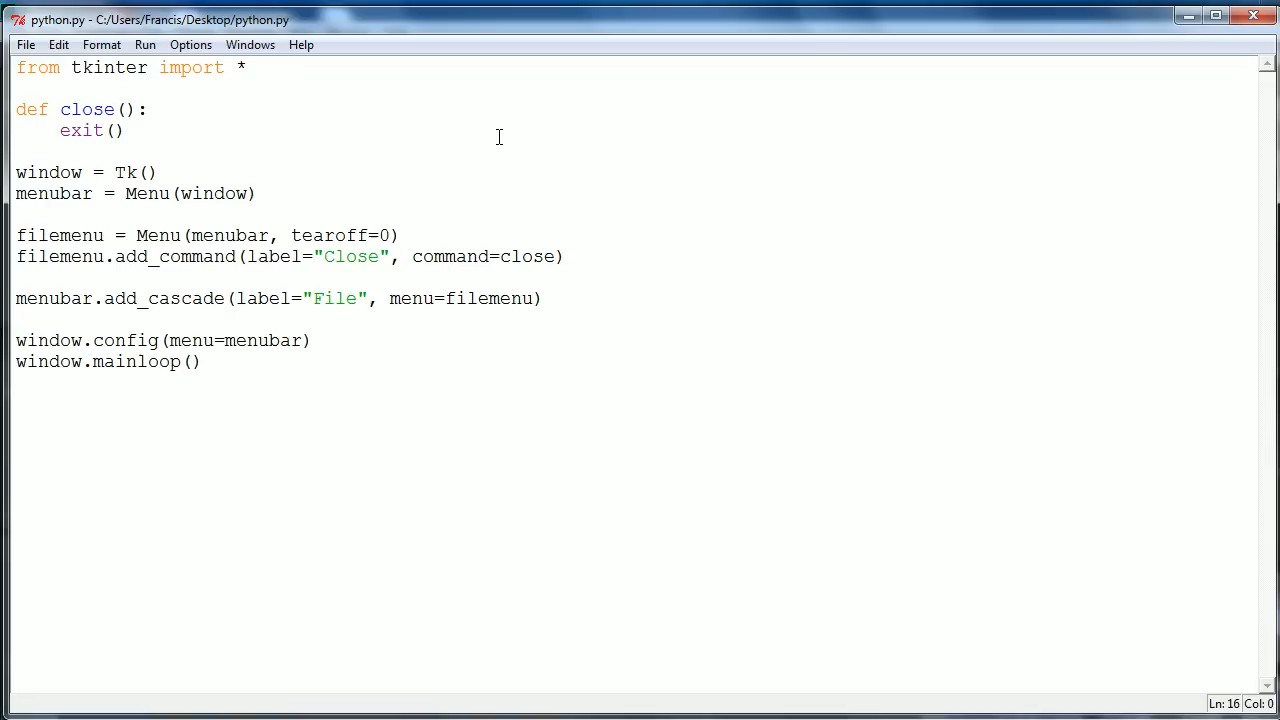 python.py - C:/Users/Francis/Desktop/python.py
File Edit Format Run Options Windows Help
from tkinter import *
def close():
    exit()
window = Tk()
menubar = Menu(window)
filemenu = Menu(menubar, tearoff=0)
filemenu.add_command(label="Close", command=close)
menubar.add_cascade(label="File", menu=filemenu)
window.config(menu=menubar)
window.mainloop()
Ln: 16 Col: 0